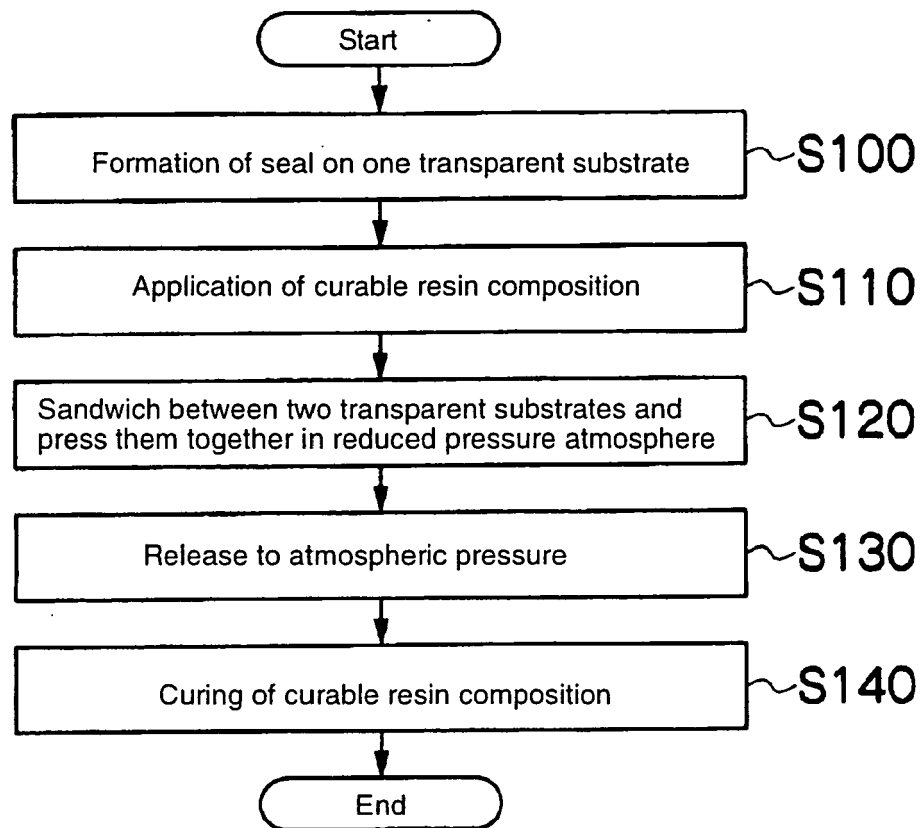 Start
Formation of seal on one transparent substrate
S100
Application of curable resin composition
S110
Sandwich between two transparent substrates and
press them together in reduced pressure atmosphere
S120
Release to atmospheric pressure
S130
Curing of curable resin composition
S140
End